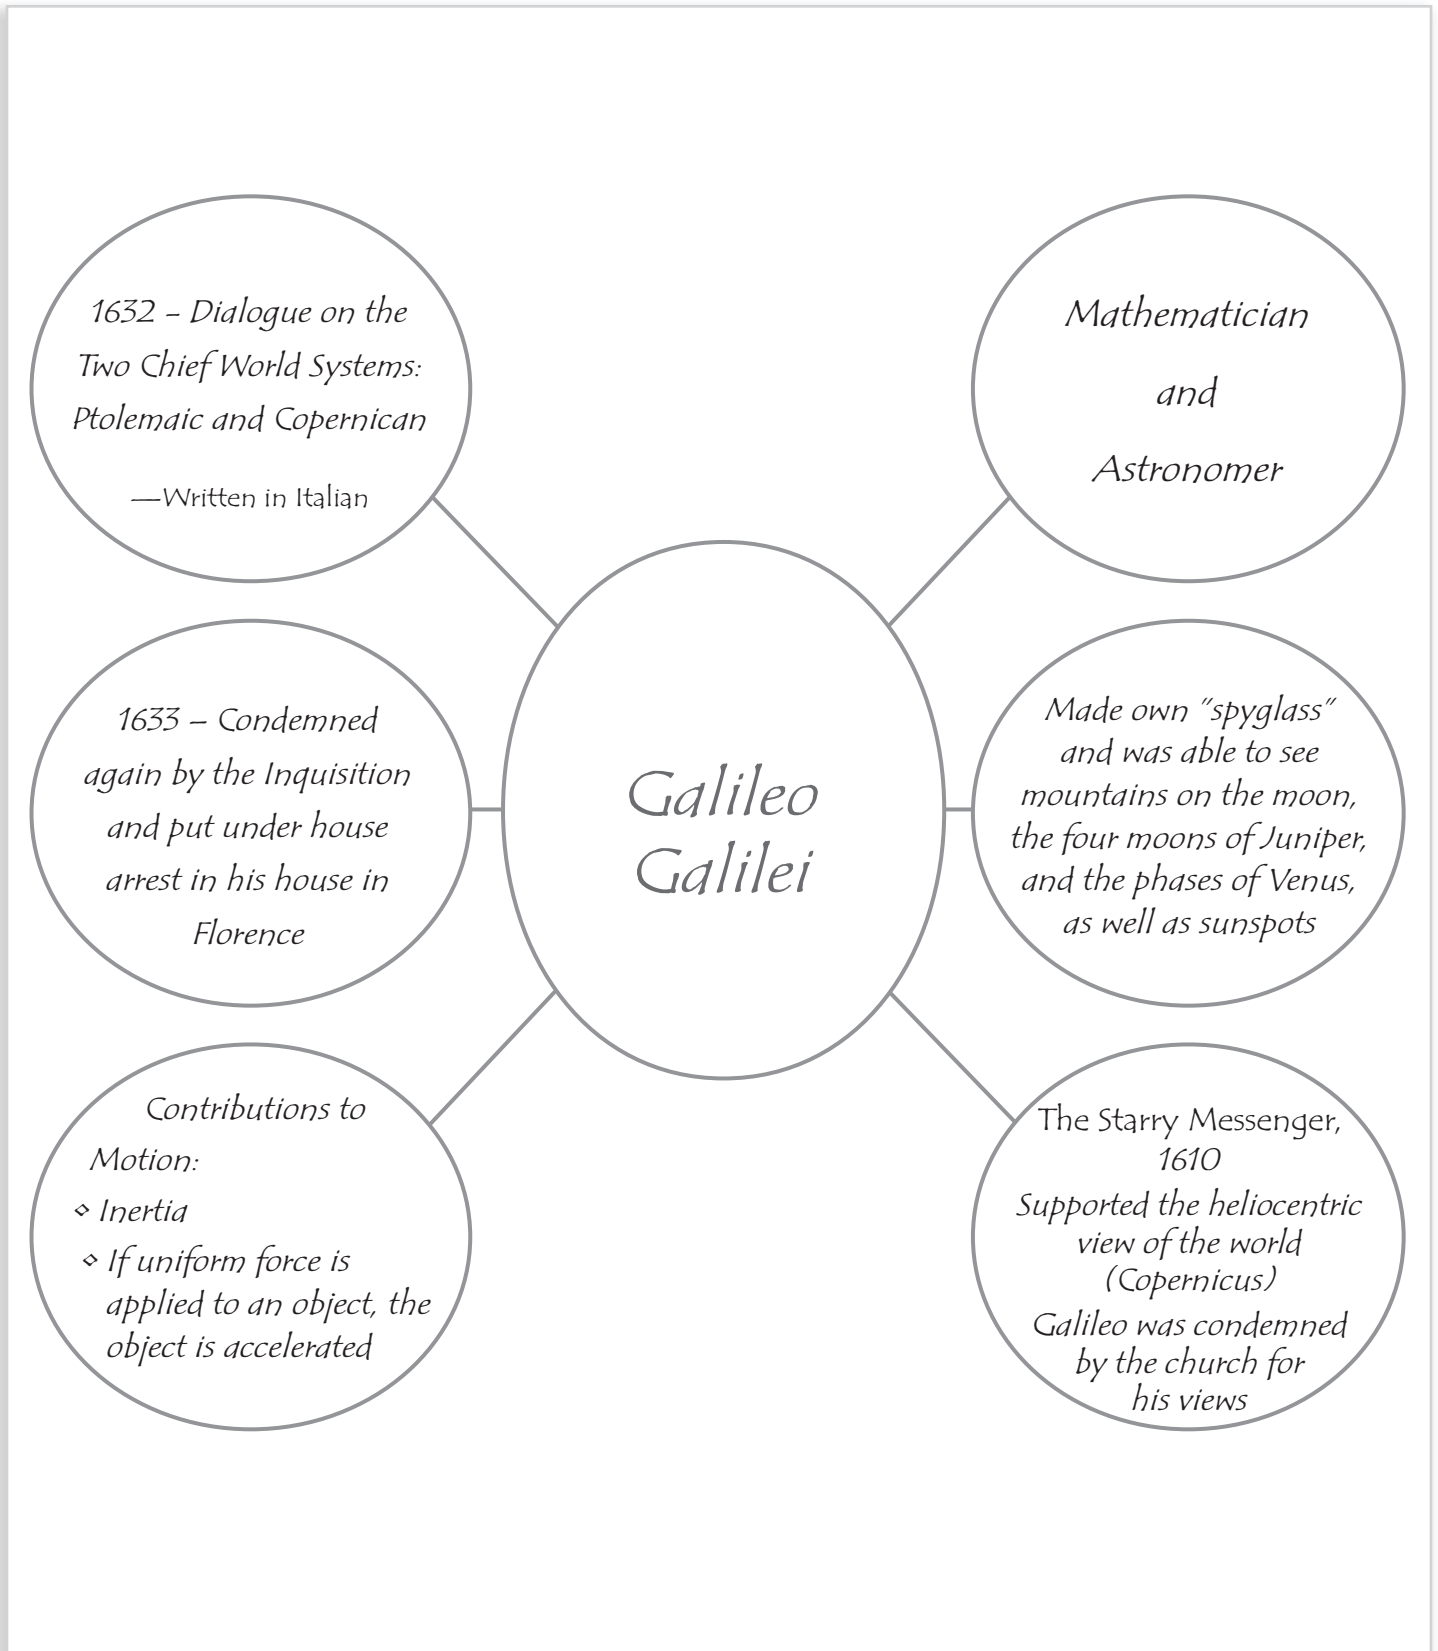 1632 – Dialogue on the
Two Chief World Systems:
Ptolemaic and Copernican
—Written in Italian
Mathematician
and
Astronomer
1633 – Condemned
again by the Inquisition
and put under house
arrest in his house in
Florence
Galileo
Galilei
Made own "spyglass"
and was able to see
mountains on the moon,
the four moons of Juniper,
and the phases of Venus,
as well as sunspots
Contributions to
Motion:
⋄ Inertia
⋄ If uniform force is
applied to an object, the
object is accelerated
The Starry Messenger,
1610
Supported the heliocentric
view of the world
(Copernicus)
Galileo was condemned
by the church for
his views